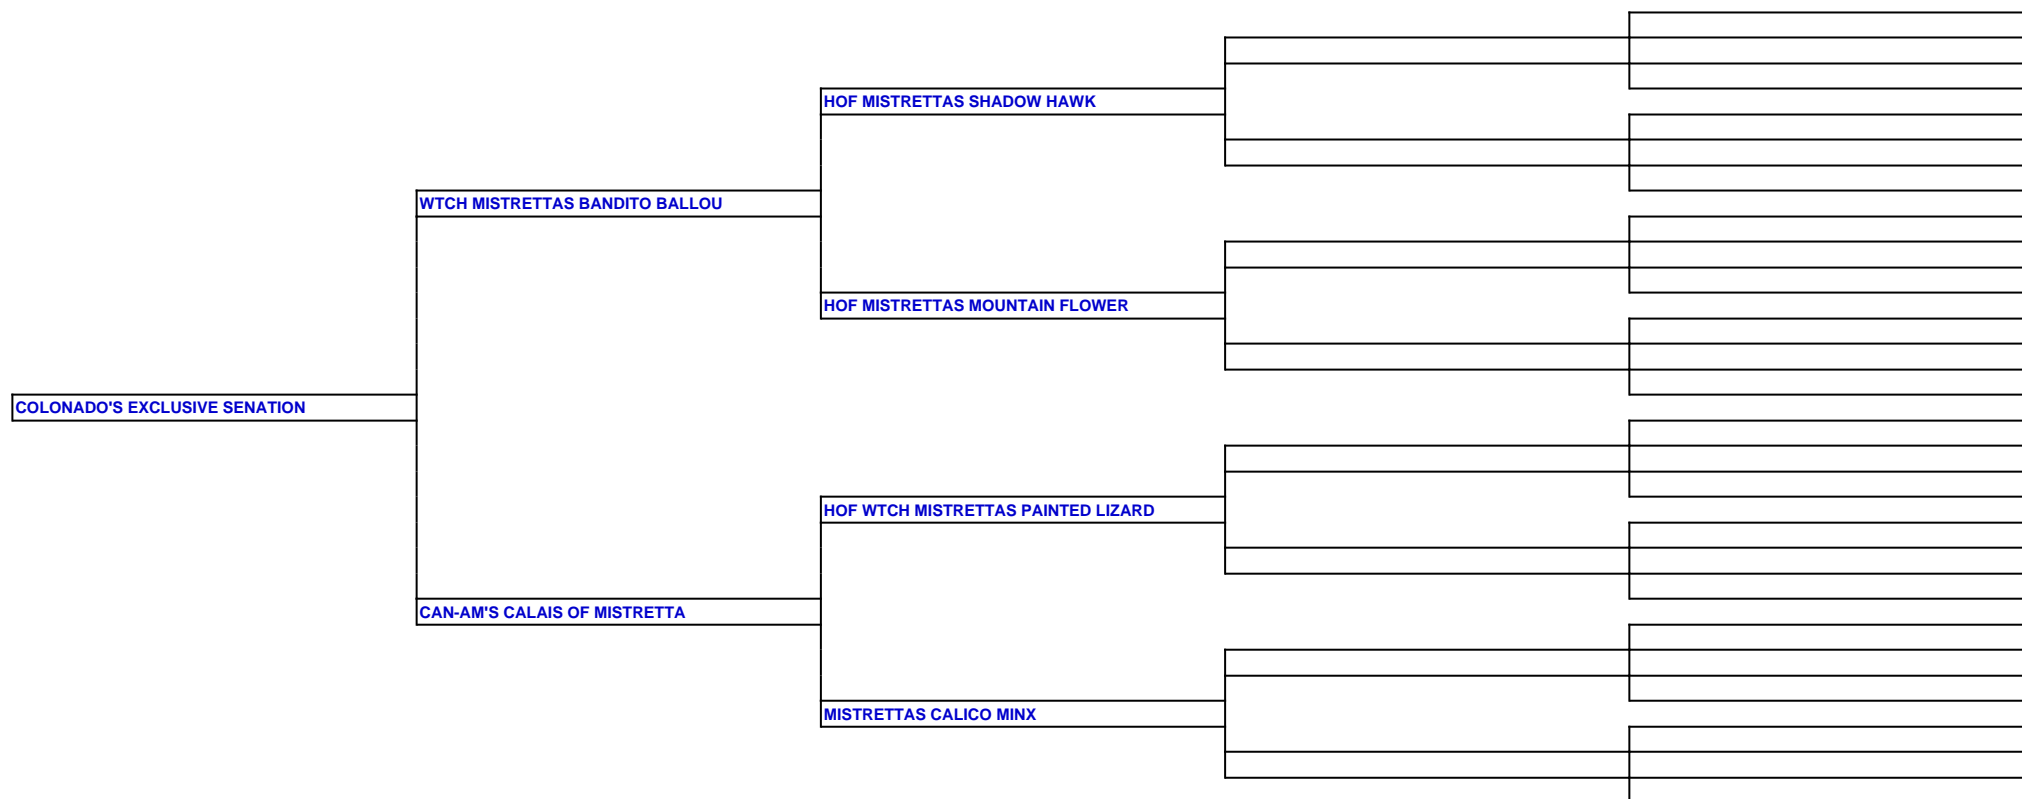 HOF MISTRETTAS SHADOW HAWK
WTCH MISTRETTAS BANDITO BALLOU
HOF MISTRETTAS MOUNTAIN FLOWER
COLONADO'S EXCLUSIVE SENATION
HOF WTCH MISTRETTAS PAINTED LIZARD
CAN-AM'S CALAIS OF MISTRETTA
MISTRETTAS CALICO MINX